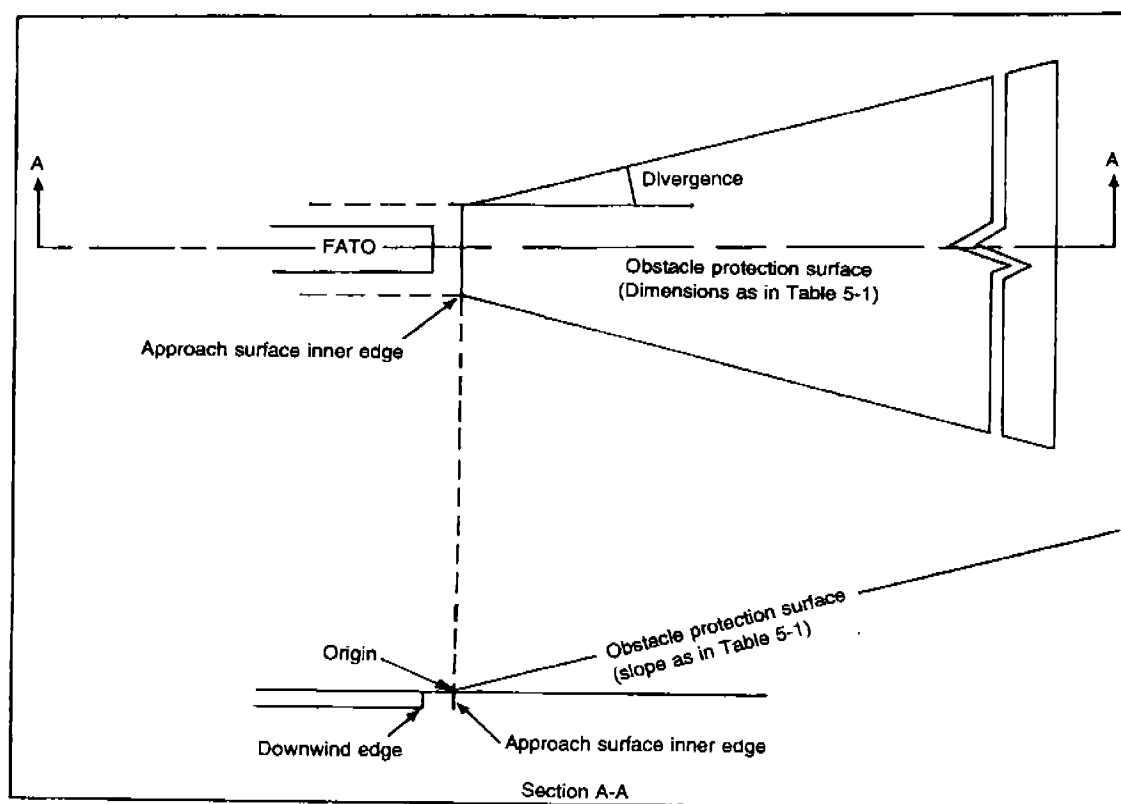 A
A
Divergence
FATO
Obstacle protection surface
(Dimensions as in Table 5-1)
Approach surface inner edge
Obstacle protection surface
(slope as in Table 5-1)
Origin
Downwind edge
Approach surface inner edge
Section A-A